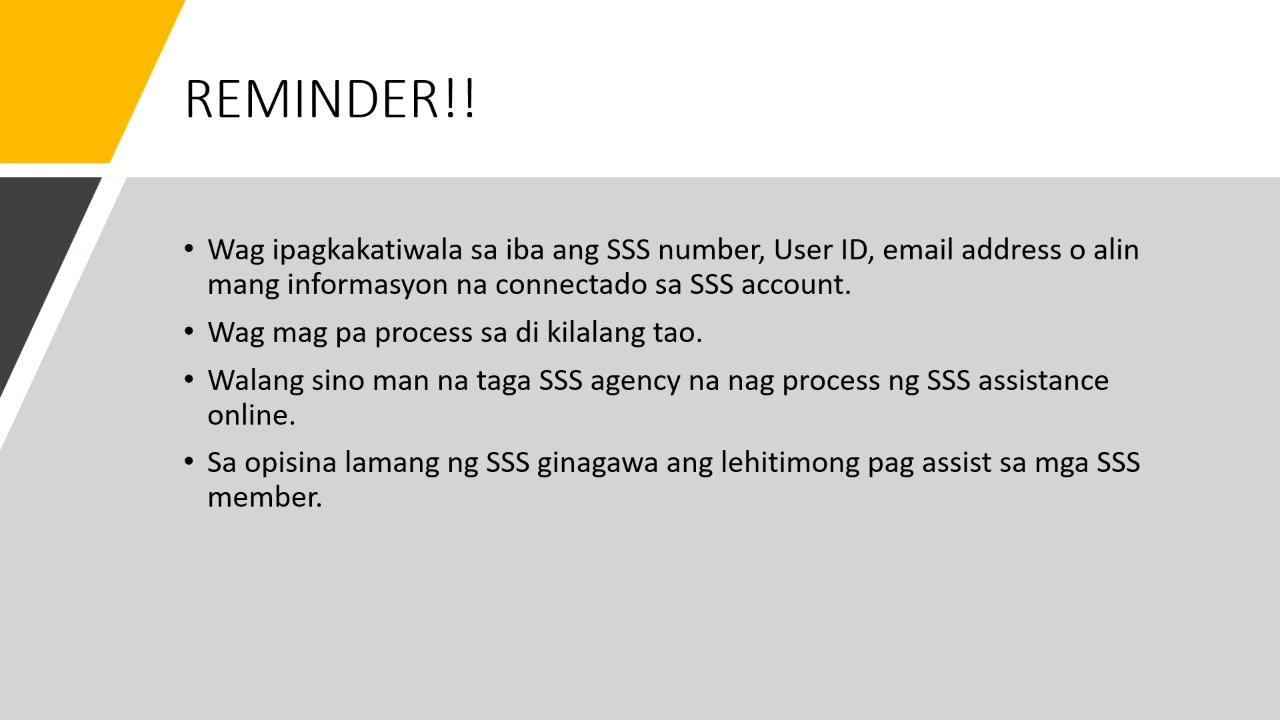 REMINDER!!
• Wag ipagkakatiwala sa iba ang SSS number, User ID, email address o alin
mang informasyon na connectado sa SSS account.
• Wag mag pa process sa di kilalang tao.
• Walang sino man na taga SSS agency na nag process ng SSS assistance
online.
• Sa opisina lamang ng SSS ginagawa ang lehitimong pag assist sa mga SSS
member.